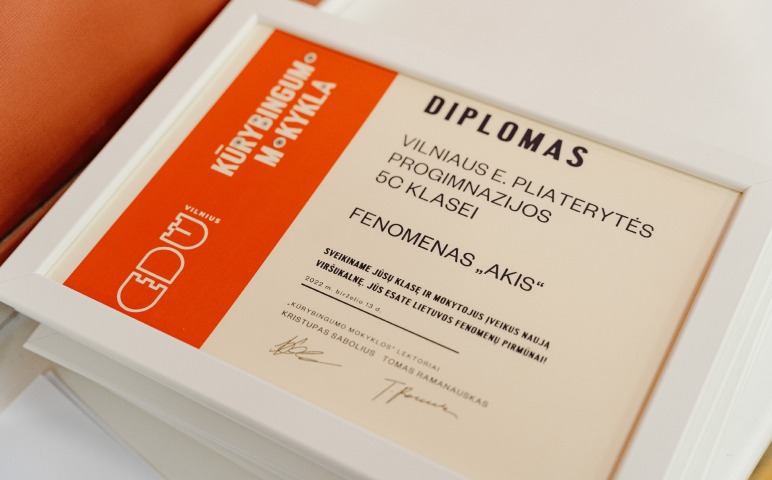 KŪRYBINGUMO
MOKYKLA
VILNIUS
EDU
DIPLOMAS
VILNIAUS E. PLIATERYTĖS
PROGIMNAZIJOS
5C KLASEI
FENOMENAS „AKIS“
SVEIKINAME JŪSŲ KLASĘ IR MOKYTOJUS ĮVEIKUS NAUJĄ
VIRŠUKALNĘ. JŪS ESATE LIETUVOS FENOMENŲ PIRMŪNAI!
2022 m. birželio 13 d.
„KŪRYBINGUMO MOKYKLOS“ LEKTORIAI
KRISTUPAS SABOLIUS TOMAS RAMANAUSKAS